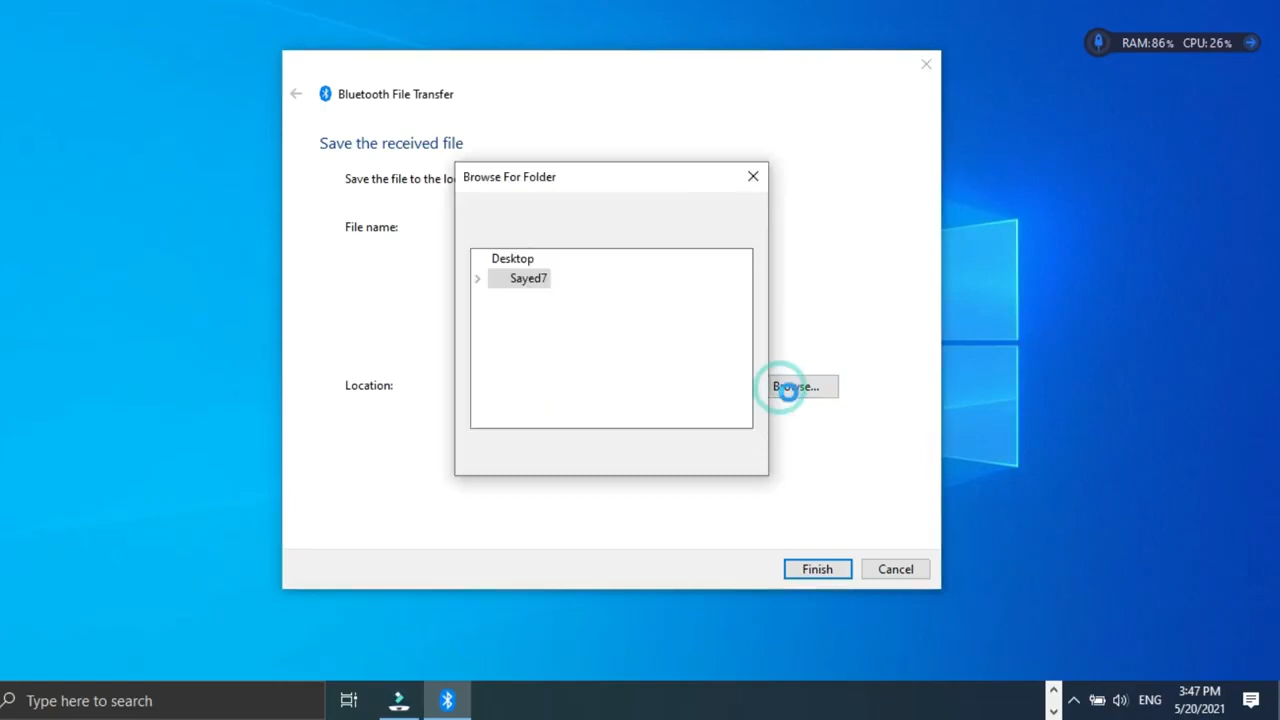 RAM:86% CPU:26%
Bluetooth File Transfer
Save the received file
Save the file to the lo
Browse For Folder
File name:
Desktop
Sayed7
Location:
Browse...
Finish
Cancel
Type here to search
ENG
3:47 PM
5/20/2021